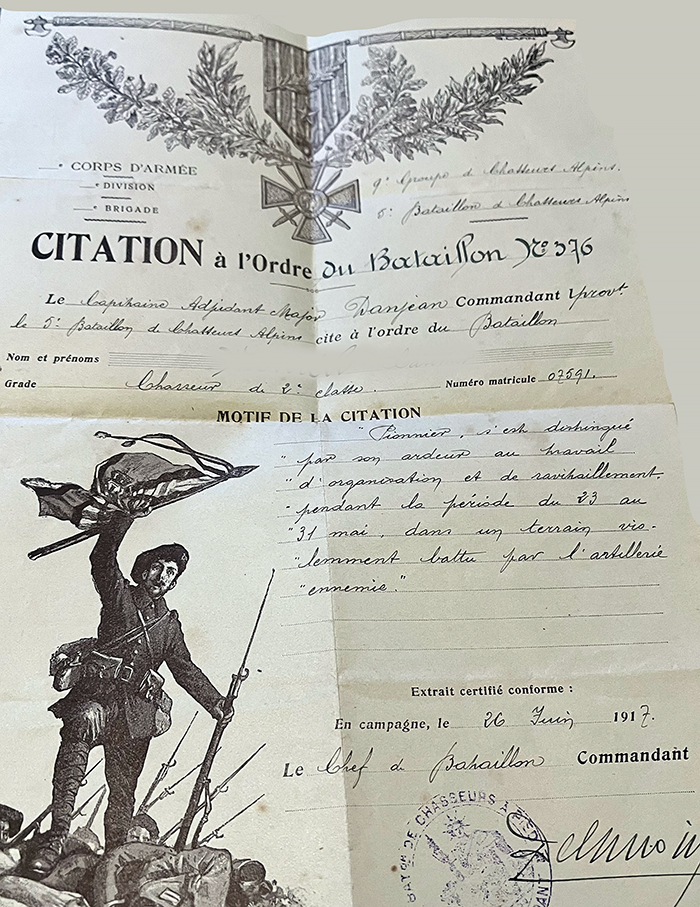 CORPS D'ARMÉE
DIVISION
BRIGADE
9e Groupe de Chasseurs Alpins.
5e Bataillon de Chasseurs Alpins
CITATION à l'Ordre du Bataillon No 376
Le Capitaine Adjudant Major Danjean Commandant provt
le 5e Bataillon de Chasseurs Alpins cite à l'ordre du Bataillon
Nom et prénoms
Grade Chasseur de 2e classe. Numéro matricule 07591.
MOTIF DE LA CITATION
"Pionnier, s'est distingué
"par son ardeur au travail
"d'organisation et de ravitaillement.
"pendant la période du 23 au
"31 mai, dans un terrain vio-
"lemment battu par l'artillerie
"ennemie."
Extrait certifié conforme :
En campagne, le 26 Juin 1917.
Le Chef de Bataillon Commandant
BATon DE CHASSEURS À PIED